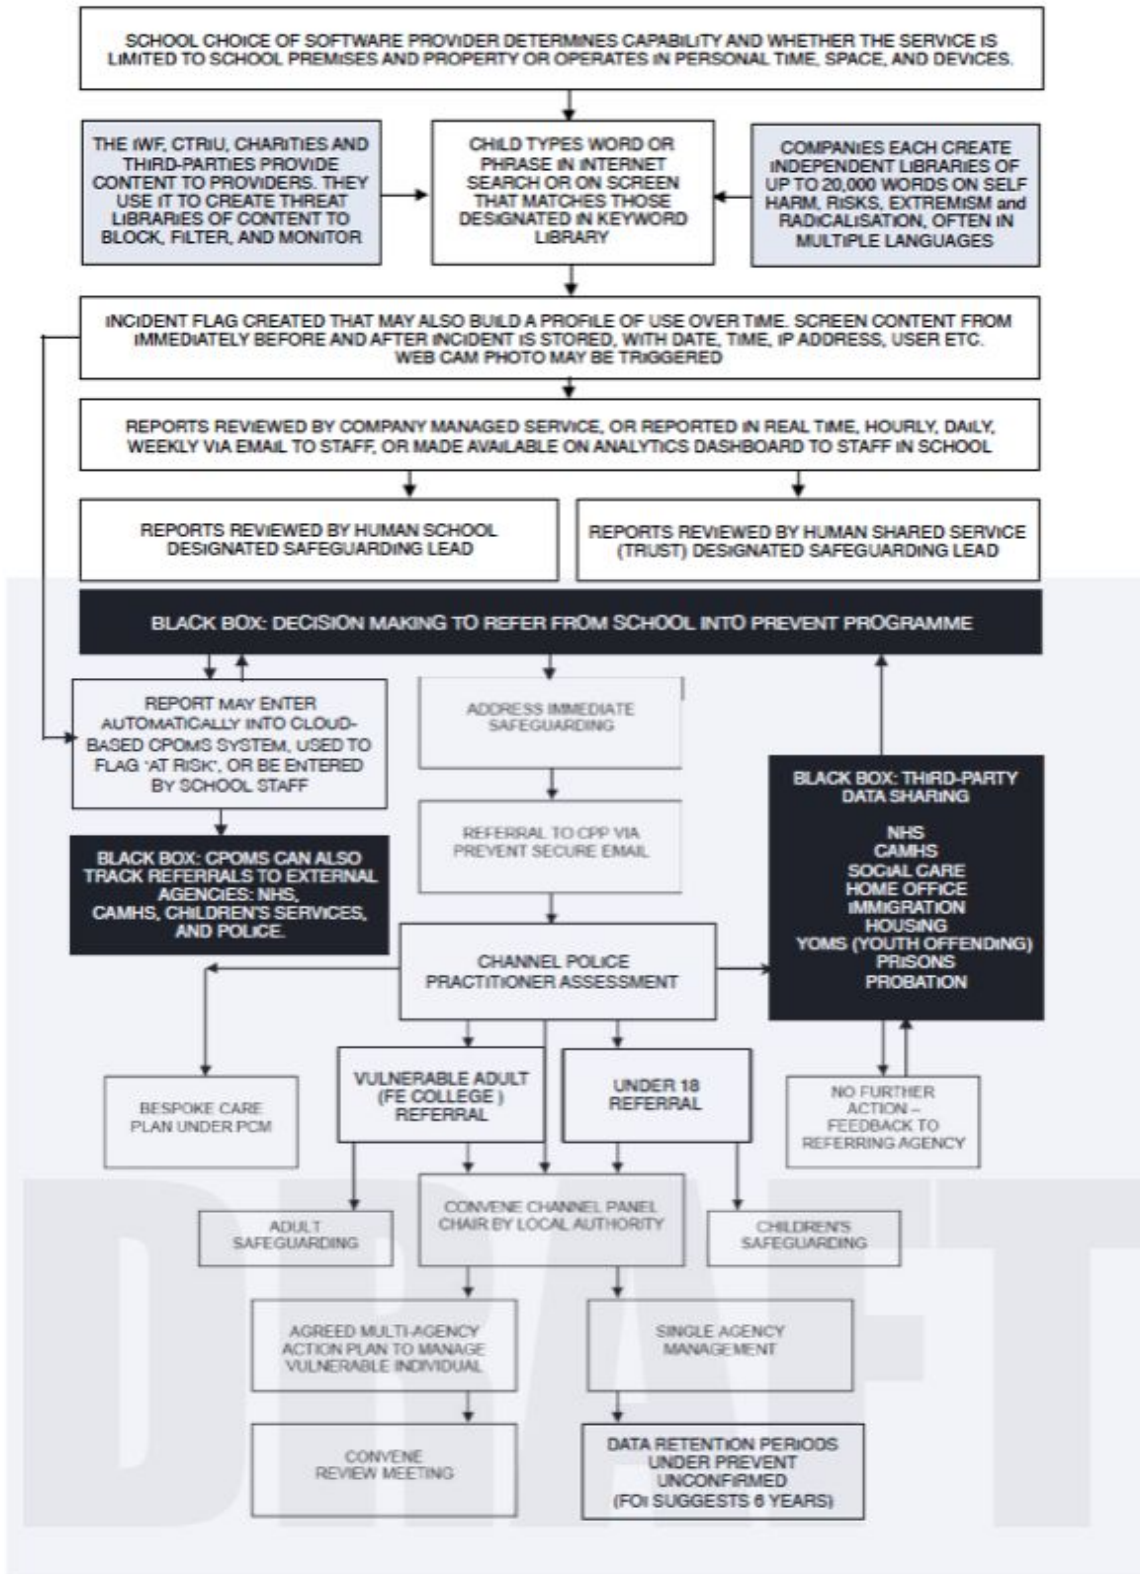 SCHOOL CHOICE OF SOFTWARE PROVIDER DETERMINES CAPABILITY AND WHETHER THE SERVICE IS
LIMITED TO SCHOOL PREMISES AND PROPERTY OR OPERATES IN PERSONAL TIME, SPACE, AND DEVICES.
THE IWF, CTRIU, CHARITIES AND
THIRD-PARTIES PROVIDE
CONTENT TO PROVIDERS. THEY
USE IT TO CREATE THREAT
LIBRARIES OF CONTENT TO
BLOCK, FILTER, AND MONITOR
CHILD TYPES WORD OR
PHRASE IN INTERNET
SEARCH OR ON SCREEN
THAT MATCHES THOSE
DESIGNATED IN KEYWORD
LIBRARY
COMPANIES EACH CREATE
INDEPENDENT LIBRARIES OF
UP TO 20,000 WORDS ON SELF
HARM, RISKS, EXTREMISM and
RADICALISATION, OFTEN IN
MULTIPLE LANGUAGES
INCIDENT FLAG CREATED THAT MAY ALSO BUILD A PROFILE OF USE OVER TIME. SCREEN CONTENT FROM
IMMEDIATELY BEFORE AND AFTER INCIDENT IS STORED, WITH DATE, TIME, IP ADDRESS, USER ETC.
WEB CAM PHOTO MAY BE TRIGGERED
REPORTS REVIEWED BY COMPANY MANAGED SERVICE, OR REPORTED IN REAL TIME, HOURLY, DAILY,
WEEKLY VIA EMAIL TO STAFF, OR MADE AVAILABLE ON ANALYTICS DASHBOARD TO STAFF IN SCHOOL
REPORTS REVIEWED BY HUMAN SCHOOL
DESIGNATED SAFEGUARDING LEAD
REPORTS REVIEWED BY HUMAN SHARED SERVICE
(TRUST) DESIGNATED SAFEGUARDING LEAD
BLACK BOX: DECISION MAKING TO REFER FROM SCHOOL INTO PREVENT PROGRAMME
REPORT MAY ENTER
AUTOMATICALLY INTO CLOUD-
BASED CPOMS SYSTEM, USED TO
FLAG 'AT RISK', OR BE ENTERED
BY SCHOOL STAFF
ADDRESS IMMEDIATE
SAFEGUARDING
BLACK BOX: THIRD-PARTY
DATA SHARING
NHS
CAMHS
SOCIAL CARE
HOME OFFICE
IMMIGRATION
HOUSING
YOMS (YOUTH OFFENDING)
PRISONS
PROBATION
REFERRAL TO CPP VIA
PREVENT SECURE EMAIL
BLACK BOX: CPOMS CAN ALSO
TRACK REFERRALS TO EXTERNAL
AGENCIES: NHS,
CAMHS, CHILDREN'S SERVICES,
AND POLICE.
CHANNEL POLICE
PRACTITIONER ASSESSMENT
BESPOKE CARE
PLAN UNDER PCM
VULNERABLE ADULT
(FE COLLEGE )
REFERRAL
UNDER 18
REFERRAL
NO FURTHER
ACTION –
FEEDBACK TO
REFERRING AGENCY
ADULT
SAFEGUARDING
CONVENE CHANNEL PANEL
CHAIR BY LOCAL AUTHORITY
CHILDREN'S
SAFEGUARDING
AGREED MULTI-AGENCY
ACTION PLAN TO MANAGE
VULNERABLE INDIVIDUAL
SINGLE AGENCY
MANAGEMENT
CONVENE
REVIEW MEETING
DATA RETENTION PERIODS
UNDER PREVENT
UNCONFIRMED
(FOI SUGGESTS 6 YEARS)
DRAFT